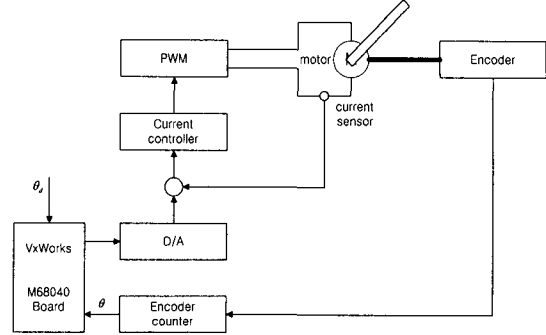 PWM
motor
Encoder
current
sensor
Current
controller
θd
VxWorks
D/A
M68040
Board
θ
Encoder
counter